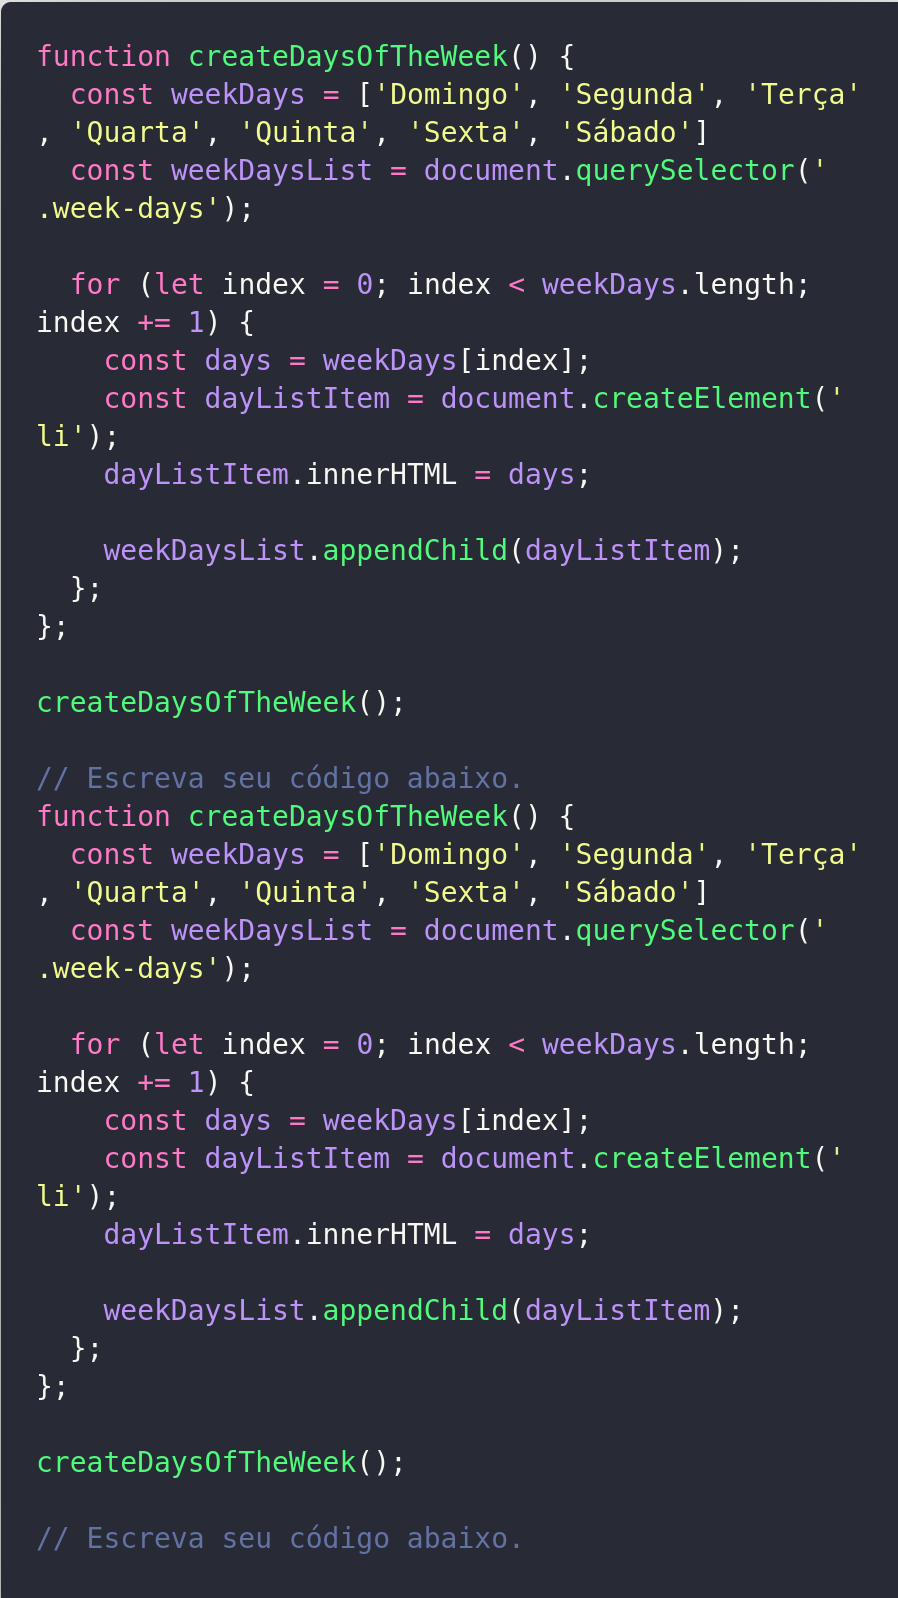 function createDaysOfTheWeek() {
  const weekDays = ['Domingo', 'Segunda', 'Terça'
, 'Quarta', 'Quinta', 'Sexta', 'Sábado']
  const weekDaysList = document.querySelector('
.week-days');

  for (let index = 0; index < weekDays.length;
index += 1) {
    const days = weekDays[index];
    const dayListItem = document.createElement('
li');
    dayListItem.innerHTML = days;

    weekDaysList.appendChild(dayListItem);
  };
};

createDaysOfTheWeek();

// Escreva seu código abaixo.
function createDaysOfTheWeek() {
  const weekDays = ['Domingo', 'Segunda', 'Terça'
, 'Quarta', 'Quinta', 'Sexta', 'Sábado']
  const weekDaysList = document.querySelector('
.week-days');

  for (let index = 0; index < weekDays.length;
index += 1) {
    const days = weekDays[index];
    const dayListItem = document.createElement('
li');
    dayListItem.innerHTML = days;

    weekDaysList.appendChild(dayListItem);
  };
};

createDaysOfTheWeek();

// Escreva seu código abaixo.